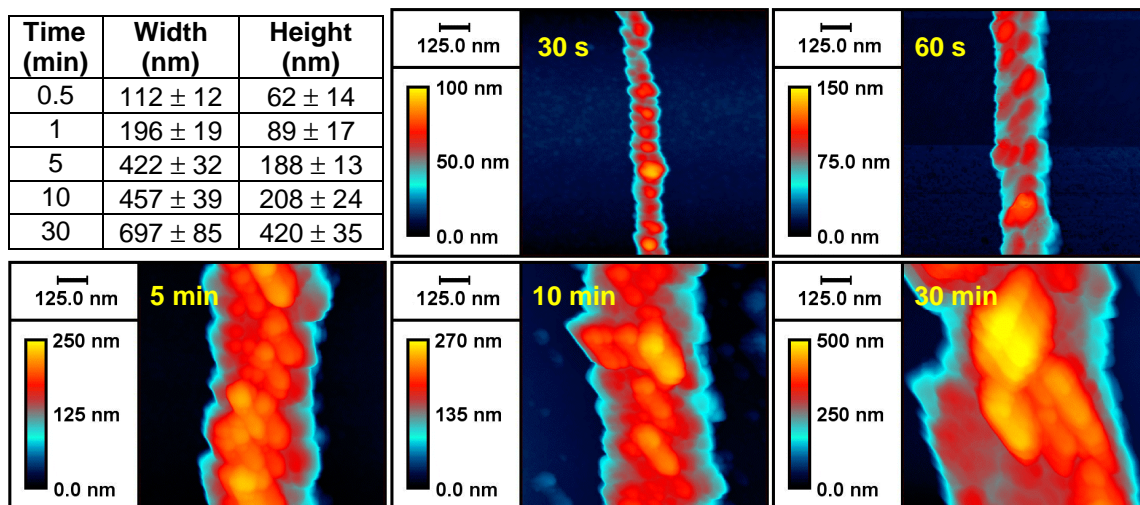 Time (min) Width (nm) Height (nm)
0.5 112 ± 12 62 ± 14
1 196 ± 19 89 ± 17
5 422 ± 32 188 ± 13
10 457 ± 39 208 ± 24
30 697 ± 85 420 ± 35
125.0 nm
30 s
100 nm
50.0 nm
0.0 nm
125.0 nm
60 s
150 nm
75.0 nm
0.0 nm
125.0 nm
5 min
250 nm
125 nm
0.0 nm
125.0 nm
10 min
270 nm
135 nm
0.0 nm
125.0 nm
30 min
500 nm
250 nm
0.0 nm